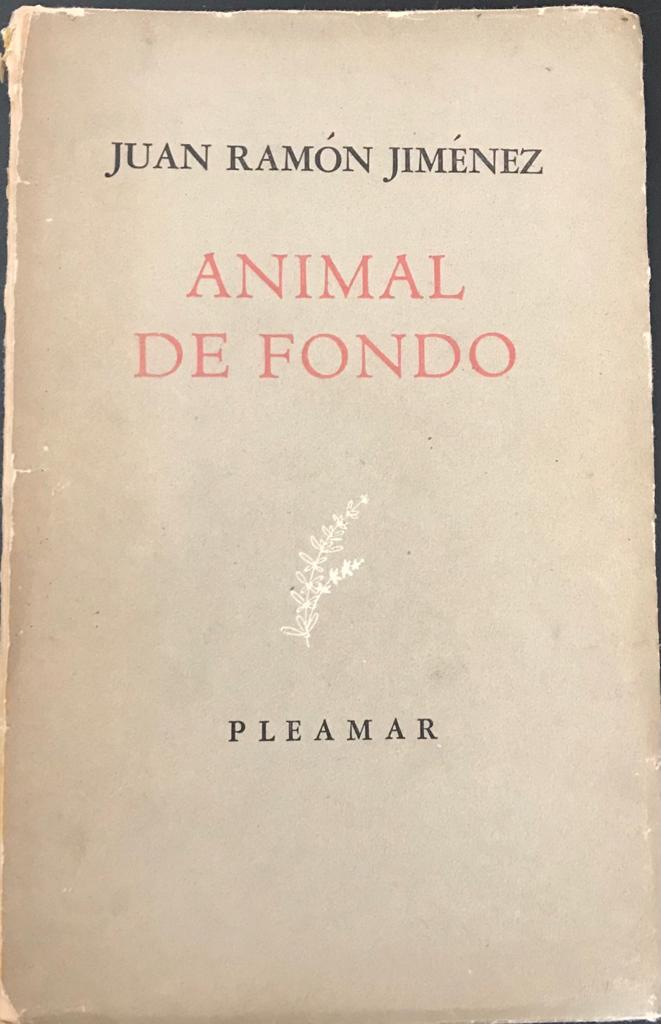 JUAN RAMÓN JIMÉNEZ
ANIMAL
DE FONDO
PLEAMAR